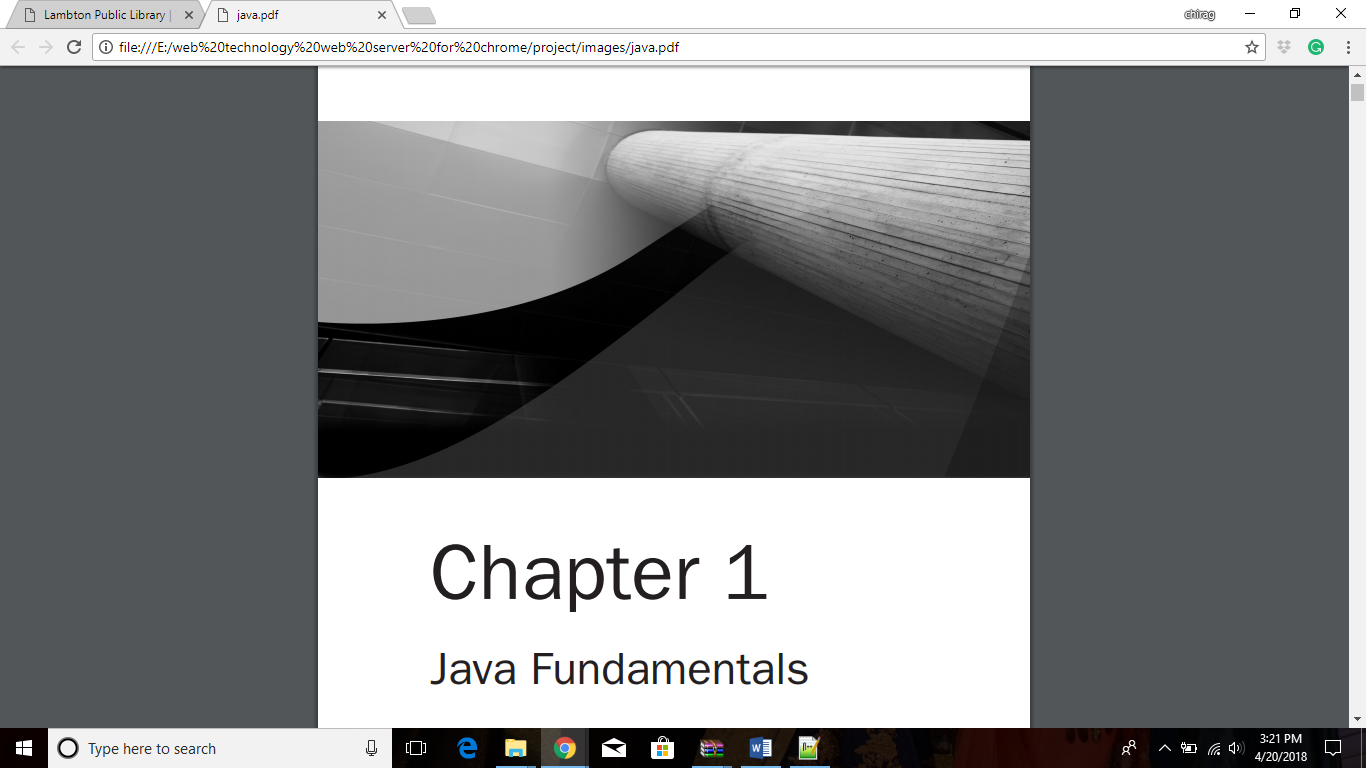 Lambton Public Library |
java.pdf
chirag
file:///E:/web%20technology%20web%20server%20for%20chrome/project/images/java.pdf
Chapter 1
Java Fundamentals
Type here to search
3:21 PM
4/20/2018